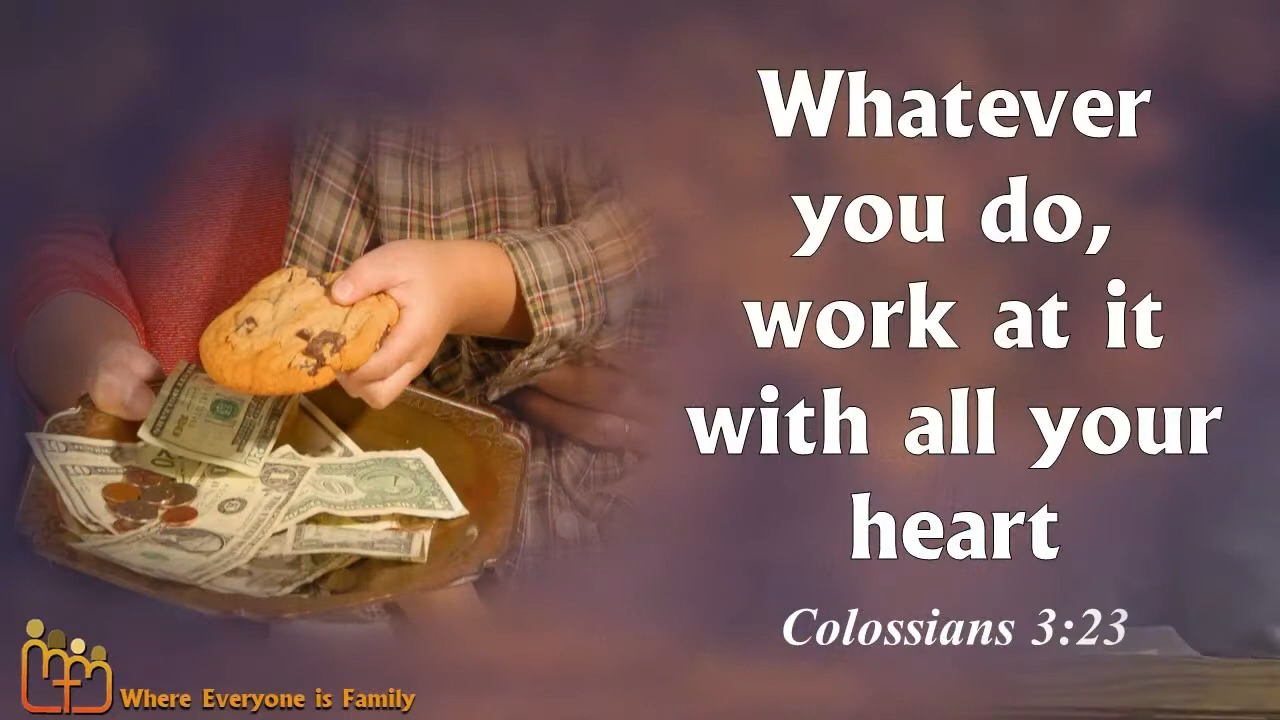 Whatever
you do,
work at it
with all your
heart
Colossians 3:23
Where Everyone is Family